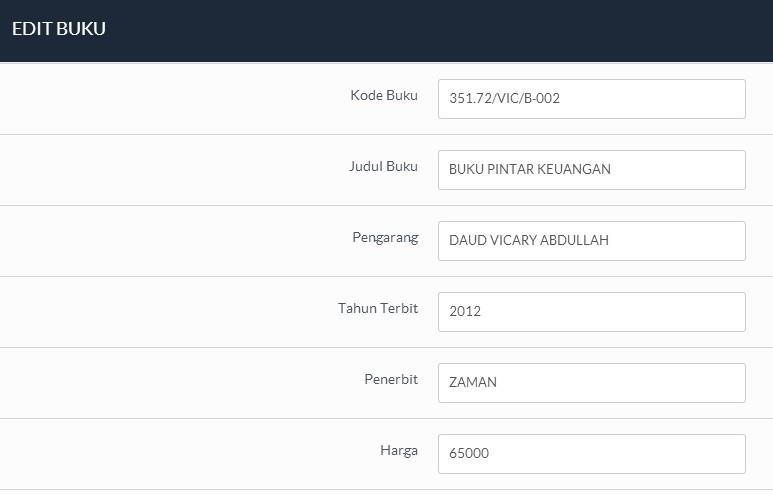 EDIT BUKU
Kode Buku 351.72/VIC/B-002
Judul Buku BUKU PINTAR KEUANGAN
Pengarang DAUD VICARY ABDULLAH
Tahun Terbit 2012
Penerbit ZAMAN
Harga 65000